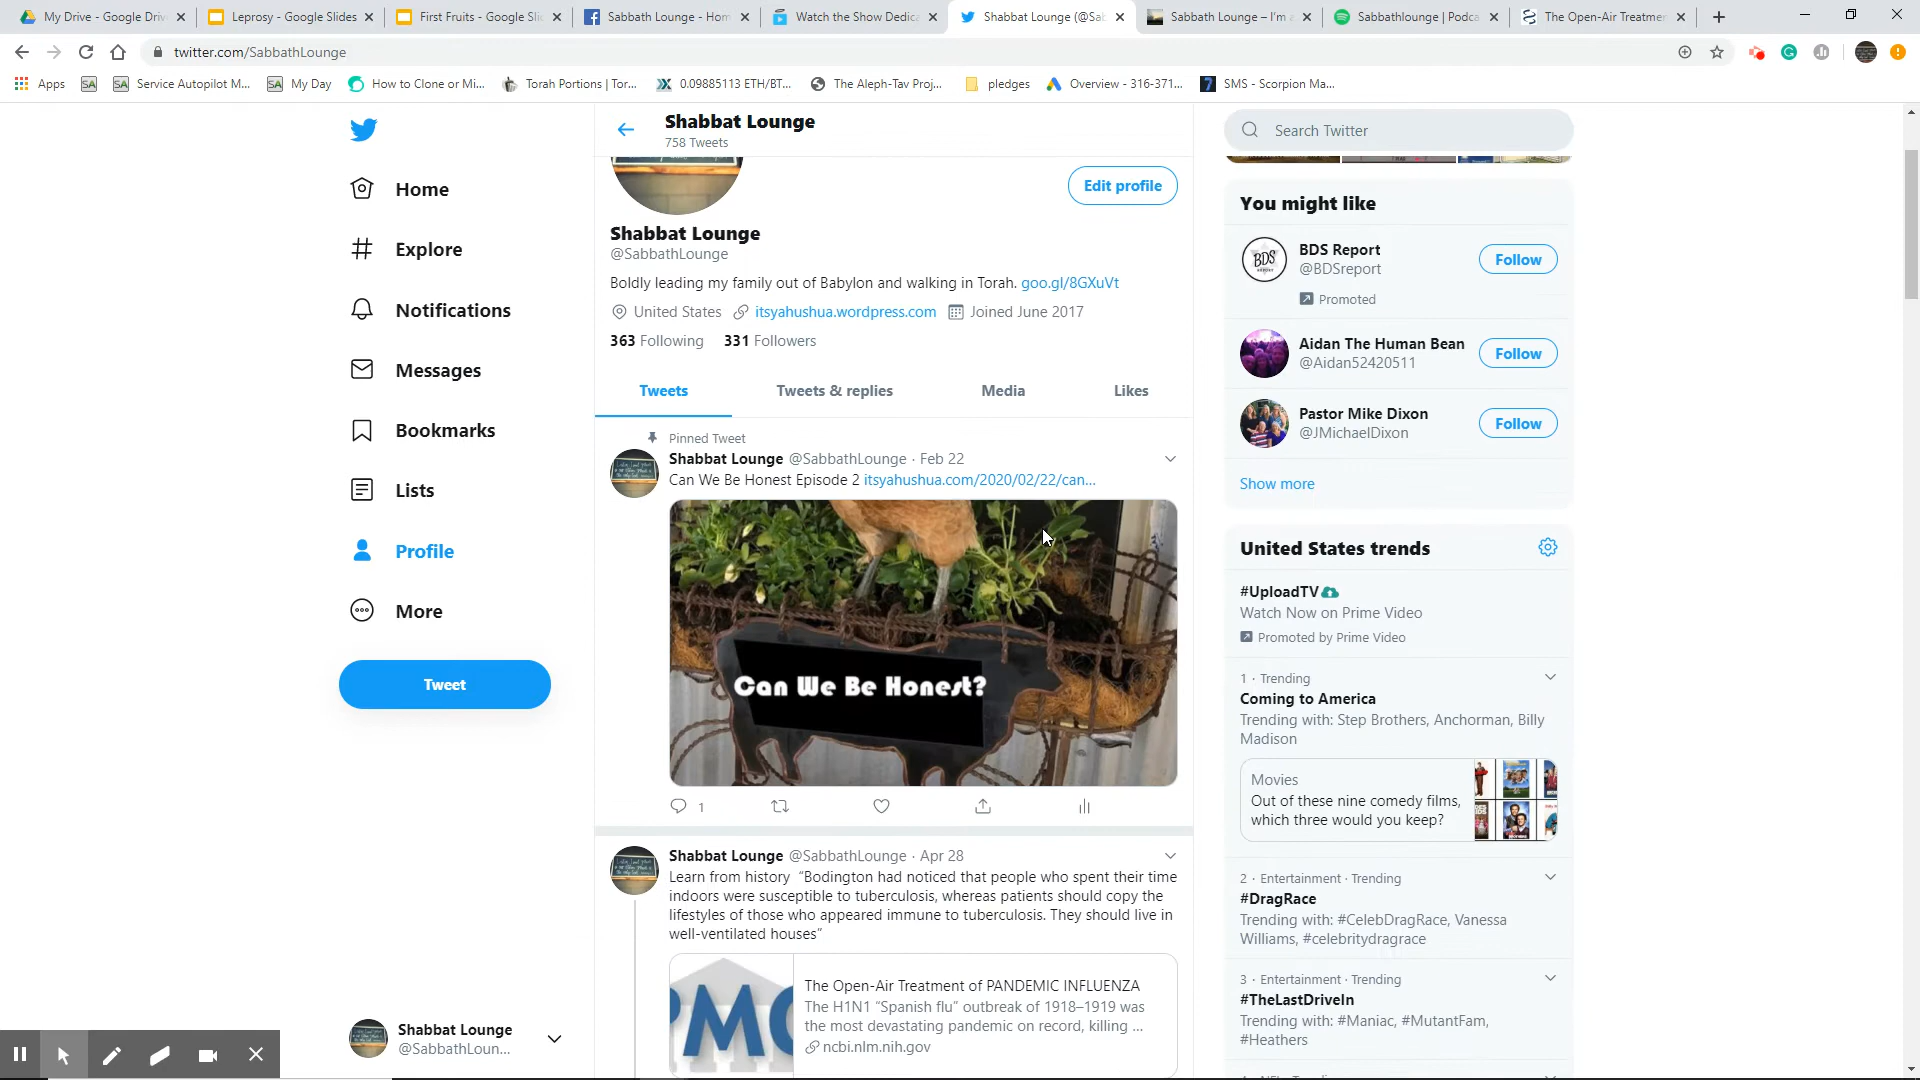 My Drive - Google Driv
Leprosy - Google Slides
First Fruits - Google Sli
Sabbath Lounge - Hom
Watch the Show Dedica
Shabbat Lounge (@Sab
Sabbath Lounge – I'm a
Sabbathlounge | Podca
The Open-Air Treatmen
twitter.com/SabbathLounge
Apps
SA
SA Service Autopilot M...
SA My Day
How to Clone or Mi...
Torah Portions | Tor...
0.09885113 ETH/BT...
The Aleph-Tav Proj...
pledges
Overview - 316-371...
7 SMS - Scorpion Ma...
Home
Explore
Notifications
Messages
Bookmarks
Lists
Profile
More
Tweet
Shabbat Lounge
@SabbathLoun...
Shabbat Lounge
758 Tweets
Edit profile
Shabbat Lounge
@SabbathLounge
Boldly leading my family out of Babylon and walking in Torah. goo.gl/8GXuVt
United States itsyahushua.wordpress.com Joined June 2017
363 Following 331 Followers
Tweets Tweets & replies Media Likes
Pinned Tweet
Shabbat Lounge @SabbathLounge · Feb 22
Can We Be Honest Episode 2 itsyahushua.com/2020/02/22/can...
Can We Be Honest?
1
Shabbat Lounge @SabbathLounge · Apr 28
Learn from history “Bodington had noticed that people who spent their time
indoors were susceptible to tuberculosis, whereas patients should copy the
lifestyles of those who appeared immune to tuberculosis. They should live in
well-ventilated houses”
PMC
The Open-Air Treatment of PANDEMIC INFLUENZA
The H1N1 “Spanish flu” outbreak of 1918–1919 was
the most devastating pandemic on record, killing ...
ncbi.nlm.nih.gov
Search Twitter
You might like
BDS
REPORT
BDS Report
@BDSreport
Follow
Promoted
Aidan The Human Bean
@Aidan52420511
Follow
Pastor Mike Dixon
@JMichaelDixon
Follow
Show more
United States trends
#UploadTV
Watch Now on Prime Video
Promoted by Prime Video
1 · Trending
Coming to America
Trending with: Step Brothers, Anchorman, Billy
Madison
Movies
Out of these nine comedy films,
which three would you keep?
2 · Entertainment · Trending
#DragRace
Trending with: #CelebDragRace, Vanessa
Williams, #celebritydragrace
3 · Entertainment · Trending
#TheLastDriveIn
Trending with: #Maniac, #MutantFam,
#Heathers